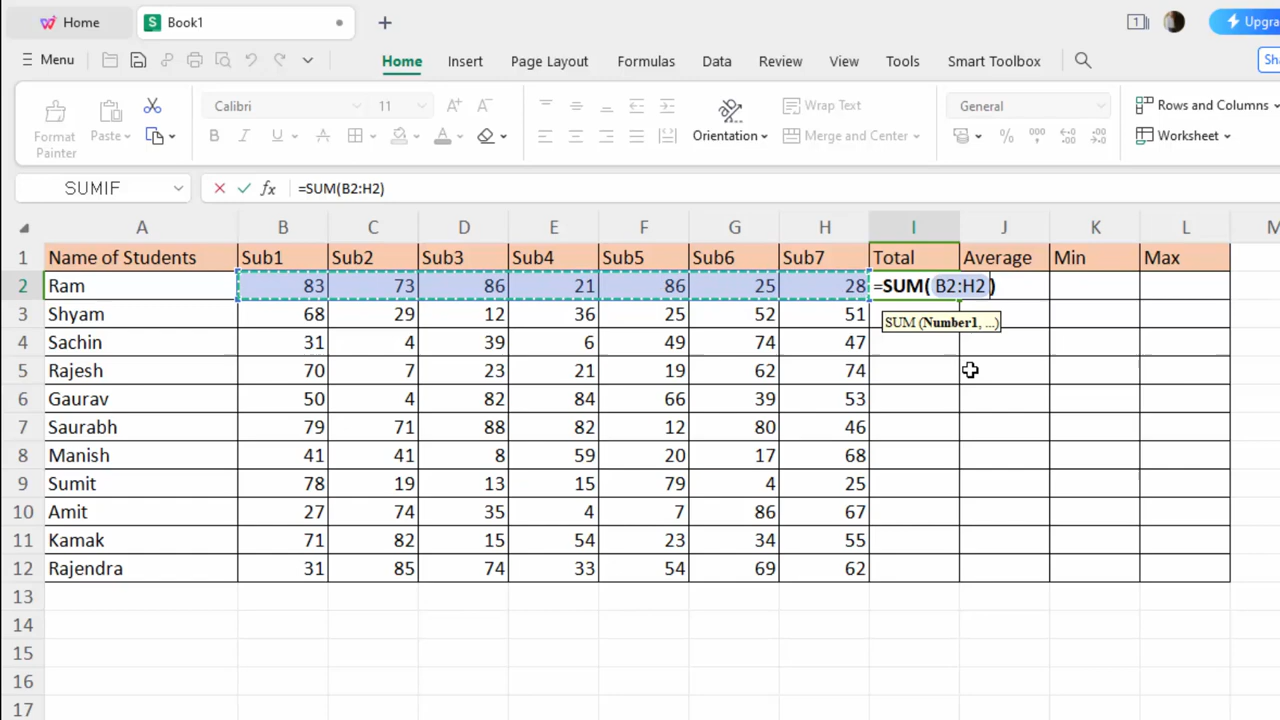 Home Book1 1 Upgra
Menu Home Insert Page Layout Formulas Data Review View Tools Smart Toolbox
Calibri 11 Wrap Text General Rows and Columns
Format Painter Paste Orientation Merge and Center Worksheet
SUMIF fx =SUM(B2:H2)
A B C D E F G H I J K L
1 Name of Students Sub1 Sub2 Sub3 Sub4 Sub5 Sub6 Sub7 Total Average Min Max
2 Ram 83 73 86 21 86 25 28 =SUM( B2:H2 )
3 Shyam 68 29 12 36 25 52 51 SUM (Number1, ...)
4 Sachin 31 4 39 6 49 74 47
5 Rajesh 70 7 23 21 19 62 74
6 Gaurav 50 4 82 84 66 39 53
7 Saurabh 79 71 88 82 12 80 46
8 Manish 41 41 8 59 20 17 68
9 Sumit 78 19 13 15 79 4 25
10 Amit 27 74 35 4 7 86 67
11 Kamak 71 82 15 54 23 34 55
12 Rajendra 31 85 74 33 54 69 62
13
14
15
16
17